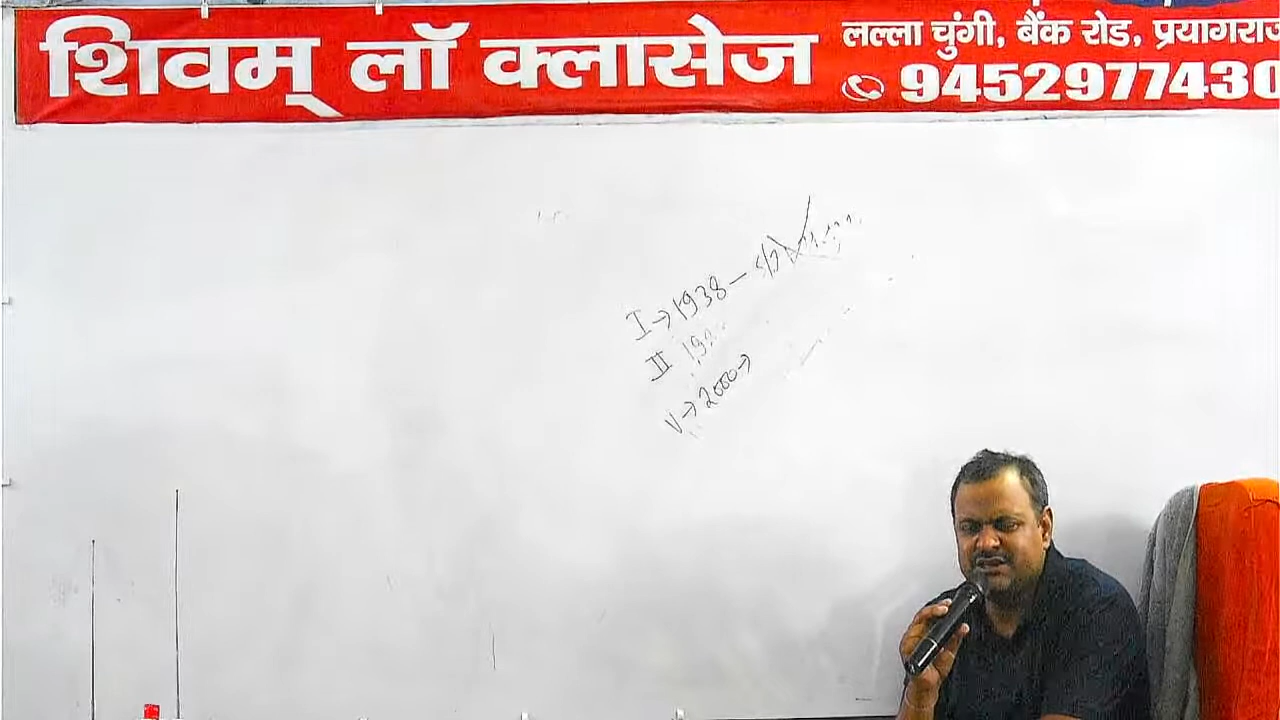 शिवम् लॉ क्लासेज
लल्ला चुंगी, बैंक रोड, प्रयागराज
9452977430
I → 1938 –
II 19
V → 2000 →